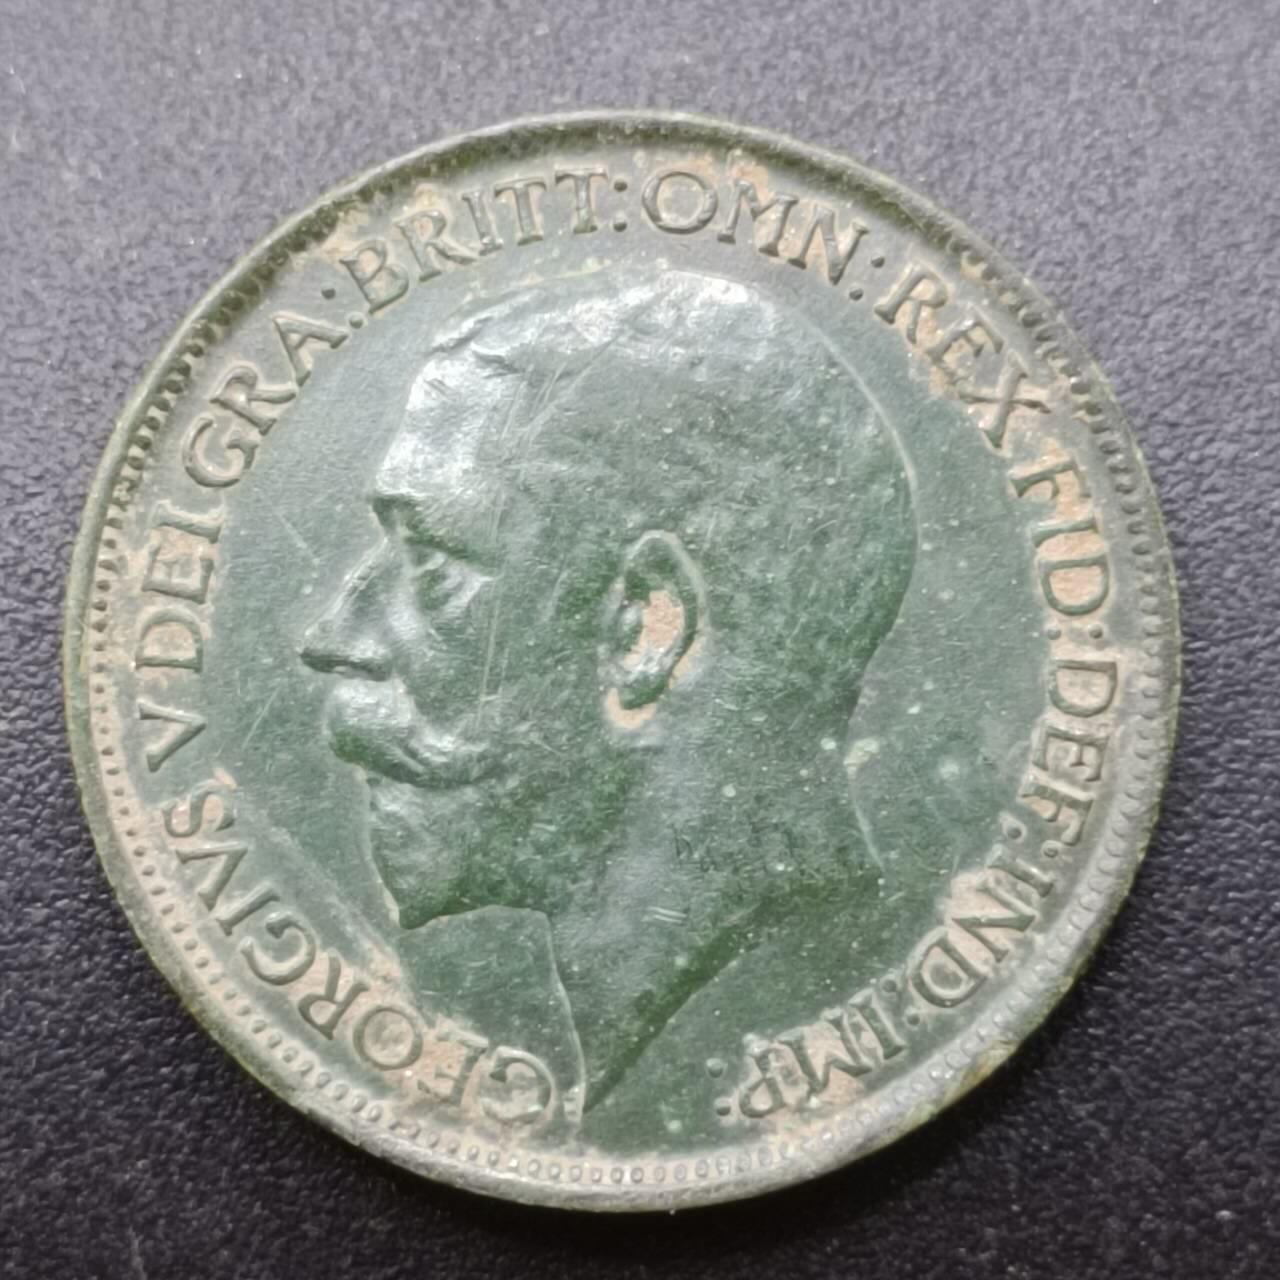 GEORGIVS V DEI GRA: BRITT: OMN: REX FID: DEF: IND: IMP: